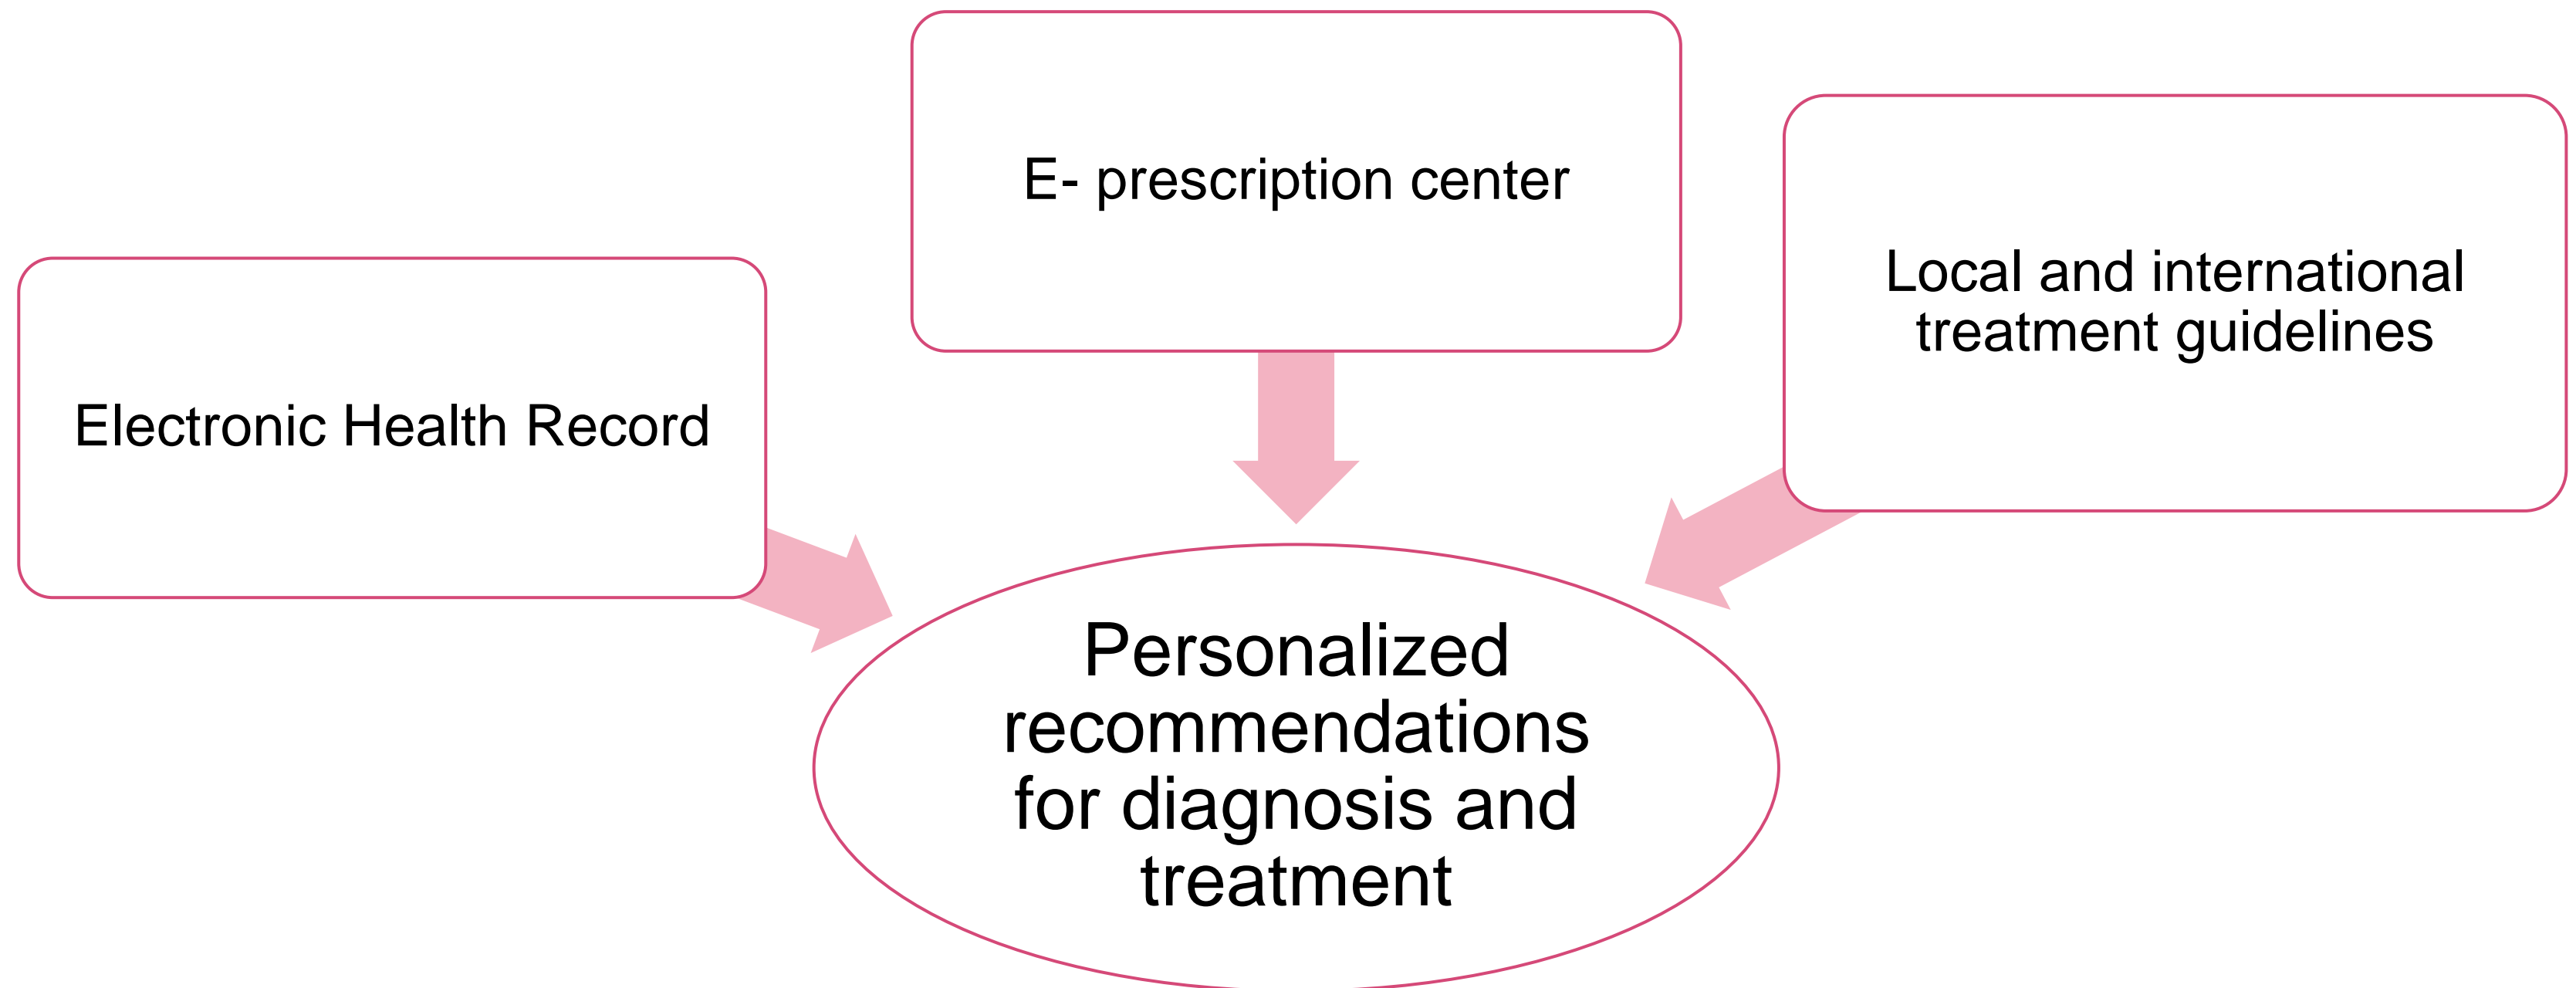 E- prescription center
Local and international
treatment guidelines
Electronic Health Record
Personalized
recommendations
for diagnosis and
treatment